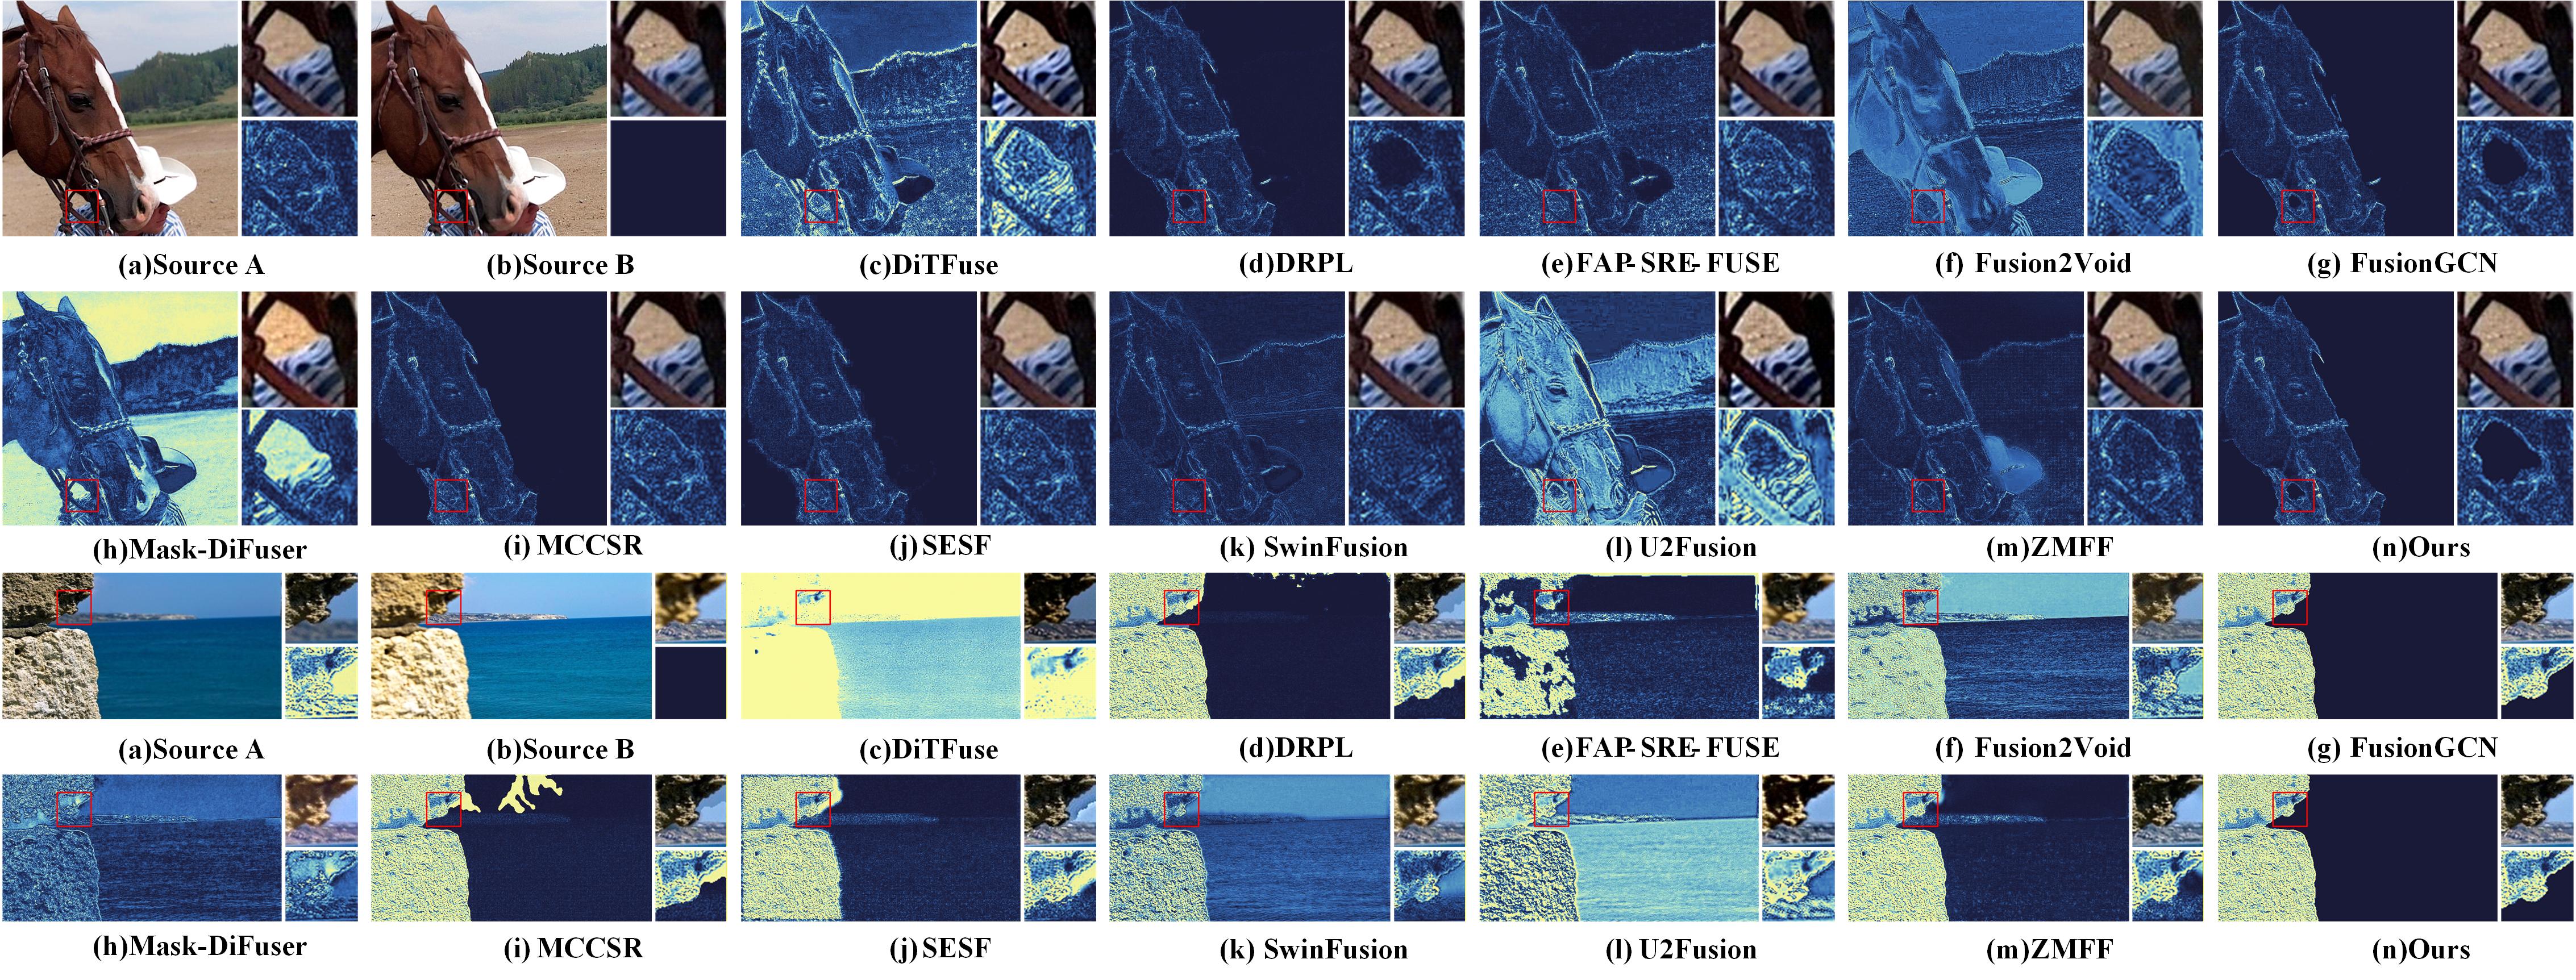 (a)Source A (b)Source B (c)DiTFuse (d)DRPL (e)FAP-SRE-FUSE (f) Fusion2Void (g) FusionGCN
(h)Mask-DiFuser (i) MCCSR (j) SESF (k) SwinFusion (l) U2Fusion (m)ZMFF (n)Ours
(a)Source A (b)Source B (c)DiTFuse (d)DRPL (e)FAP-SRE-FUSE (f) Fusion2Void (g) FusionGCN
(h)Mask-DiFuser (i) MCCSR (j) SESF (k) SwinFusion (l) U2Fusion (m)ZMFF (n)Ours